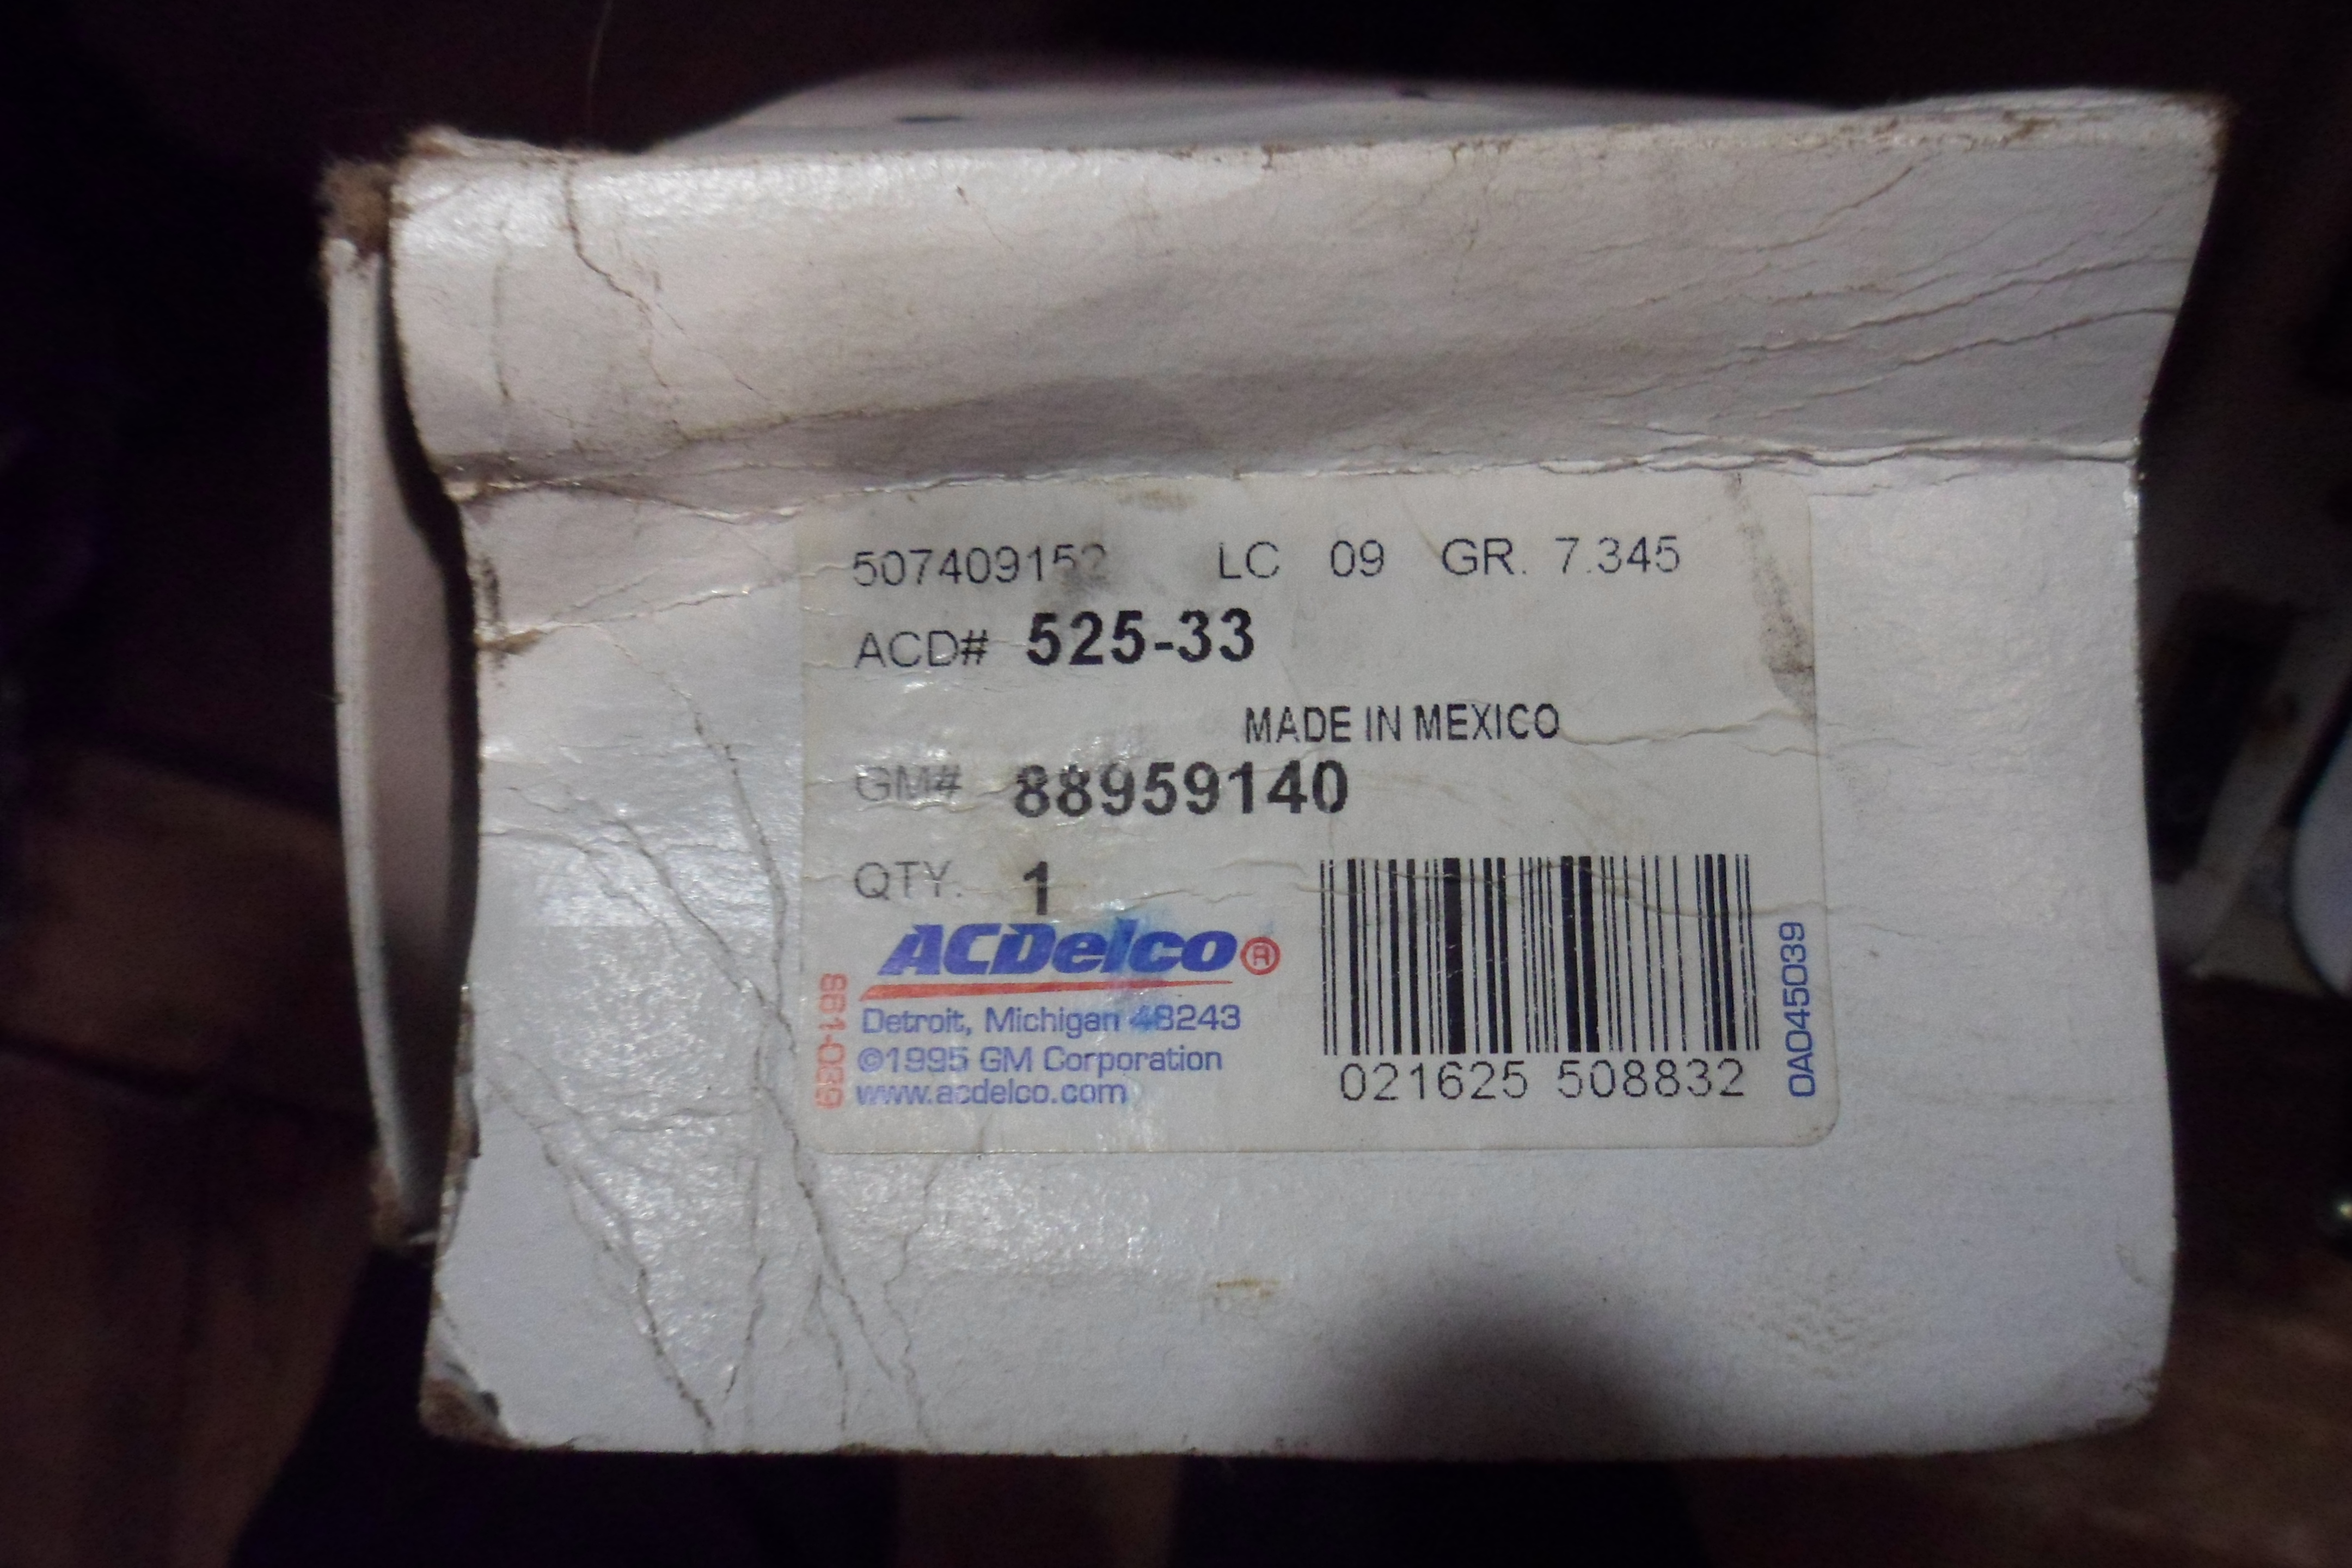 507409152 LC 09 GR. 7.345
ACD# 525-33
MADE IN MEXICO
GM# 88959140
QTY. 1
ACDelco®
Detroit, Michigan 48243
©1995 GM Corporation
www.acdelco.com
021625 508832
0A045039